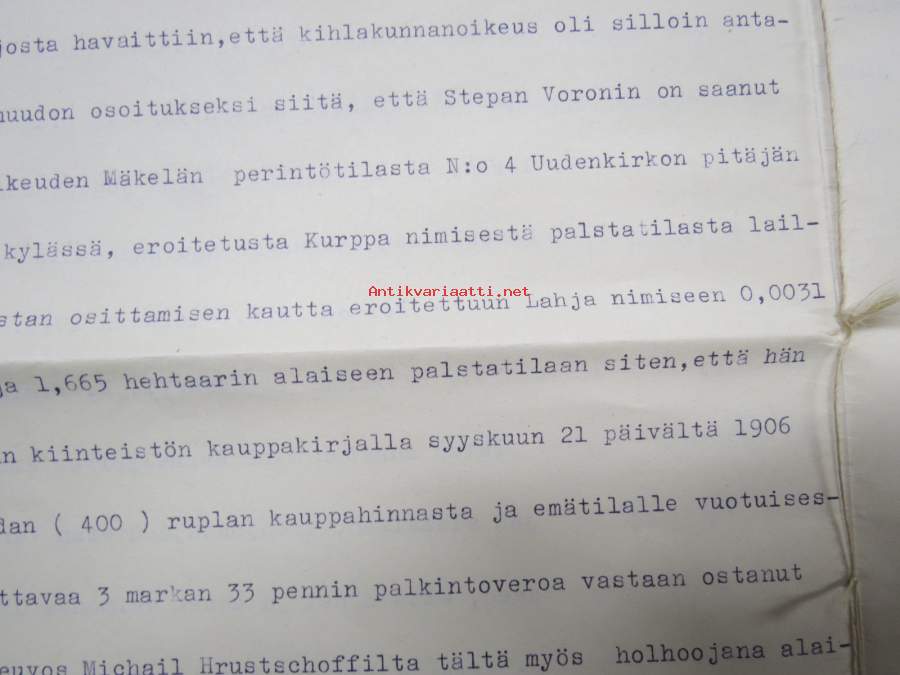 josta havaittiin,että kihlakunnanoikeus oli silloin anta-
uudon osoitukseksi siitä, että Stepan Voronin on saanut
keuden Mäkelän perintötilasta N:o 4 Uudenkirkon pitäjän
kylässä, eroitetusta Kurppa nimisestä palstatilasta lail-
Antikvariaatti.net
stan osittamisen kautta eroitettuun Lahja nimiseen 0,0031
ja 1,665 hehtaarin alaiseen palstatilaan siten,että hän
n kiinteistön kauppakirjalla syyskuun 21 päivältä 1906
dan ( 400 ) ruplan kauppahinnasta ja emätilalle vuotuises-
ttavaa 3 markan 33 pennin palkintoveroa vastaan ostanut
euvos Michail Hrustschoffilta tältä myös holhoojana alai-